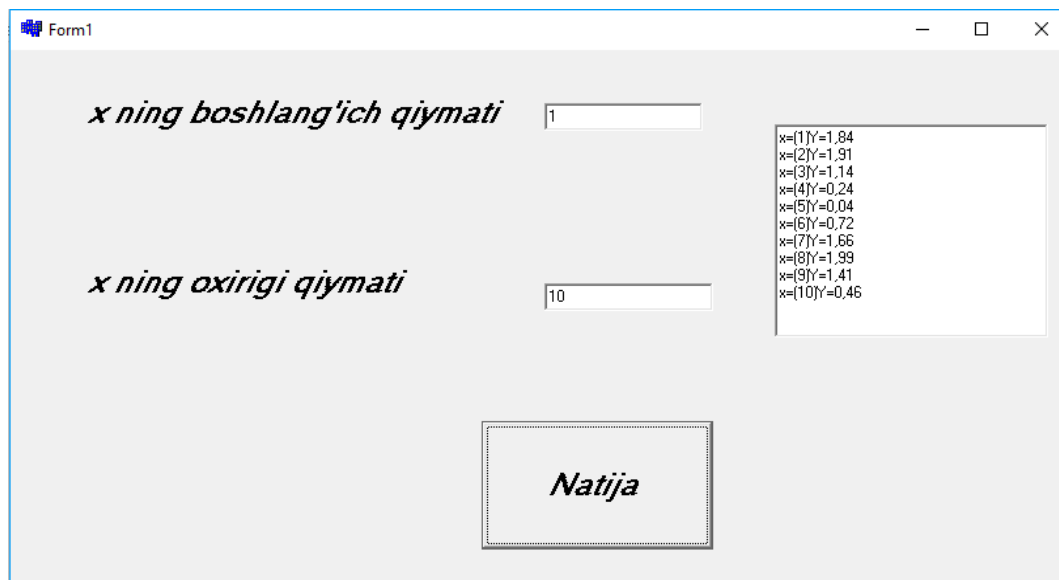 Form1
x ning boshlang'ich qiymati
1
x=(1)Y=1,84
x=(2)Y=1,91
x=(3)Y=1,14
x=(4)Y=0,24
x=(5)Y=0,04
x=(6)Y=0,72
x=(7)Y=1,66
x=(8)Y=1,99
x=(9)Y=1,41
x=(10)Y=0,46
x ning oxirigi qiymati
10
Natija